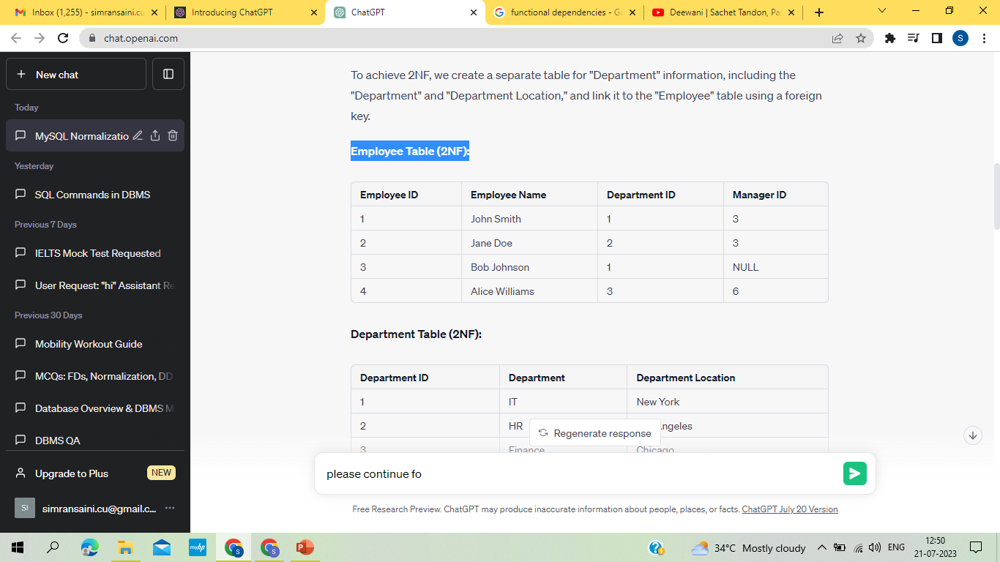 Inbox (1,255) - simransaini.cu
Introducing ChatGPT
ChatGPT
functional dependencies - Go
Deewani | Sachet Tandon, Pa
chat.openai.com
S
New chat
Today
MySQL Normalizatio
Yesterday
SQL Commands in DBMS
Previous 7 Days
IELTS Mock Test Requested
User Request: "hi" Assistant Re
Previous 30 Days
Mobility Workout Guide
MCQs: FDs, Normalization, DD
Database Overview & DBMS M
DBMS QA
Upgrade to Plus NEW
SI simransaini.cu@gmail.c...
To achieve 2NF, we create a separate table for "Department" information, including the
"Department" and "Department Location," and link it to the "Employee" table using a foreign
key.
Employee Table (2NF):
Employee ID Employee Name Department ID Manager ID
1 John Smith 1 3
2 Jane Doe 2 3
3 Bob Johnson 1 NULL
4 Alice Williams 3 6
Department Table (2NF):
Department ID Department Department Location
1 IT New York
2 HR ngeles
3 Finance Chicago
Regenerate response
please continue fo
Free Research Preview. ChatGPT may produce inaccurate information about people, places, or facts. ChatGPT July 20 Version
34°C Mostly cloudy
ENG
12:50
21-07-2023